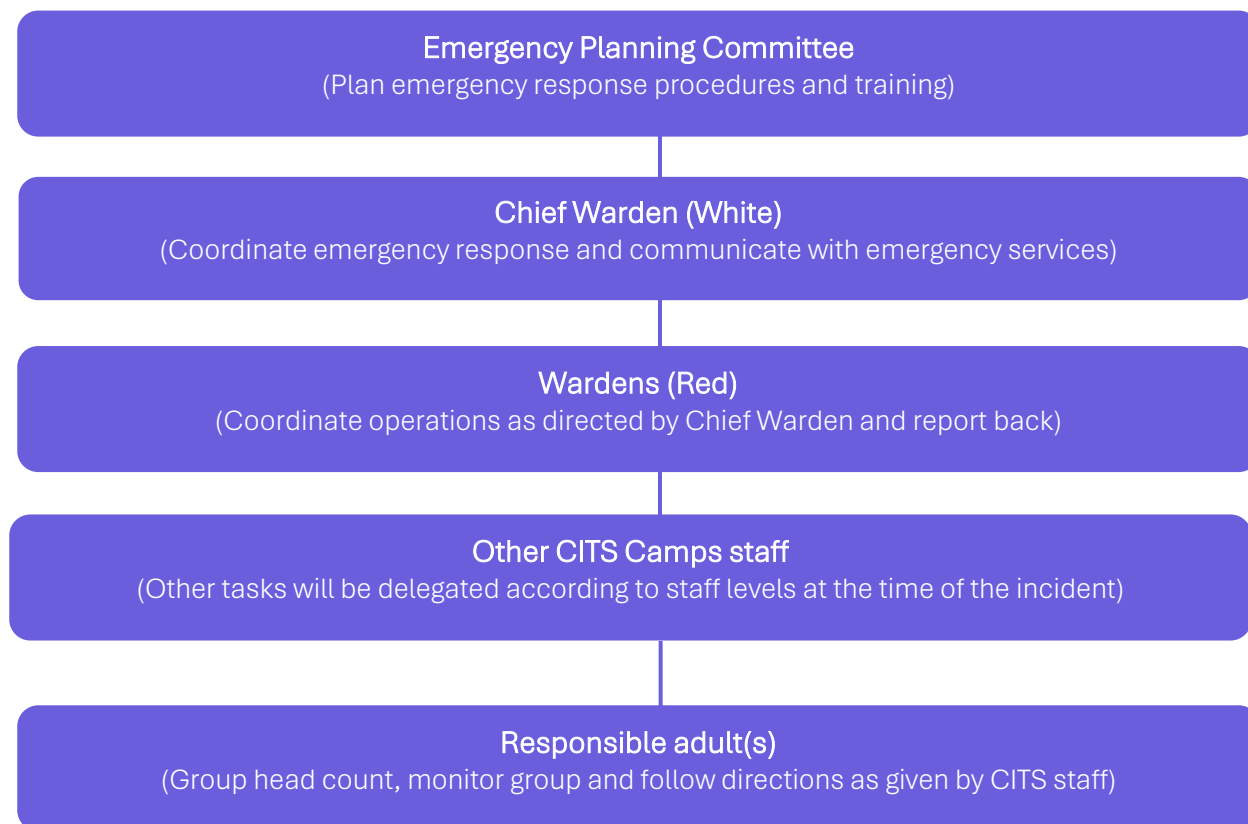 Emergency Planning Committee
(Plan emergency response procedures and training)
Chief Warden (White)
(Coordinate emergency response and communicate with emergency services)
Wardens (Red)
(Coordinate operations as directed by Chief Warden and report back)
Other CITS Camps staff
(Other tasks will be delegated according to staff levels at the time of the incident)
Responsible adult(s)
(Group head count, monitor group and follow directions as given by CITS staff)